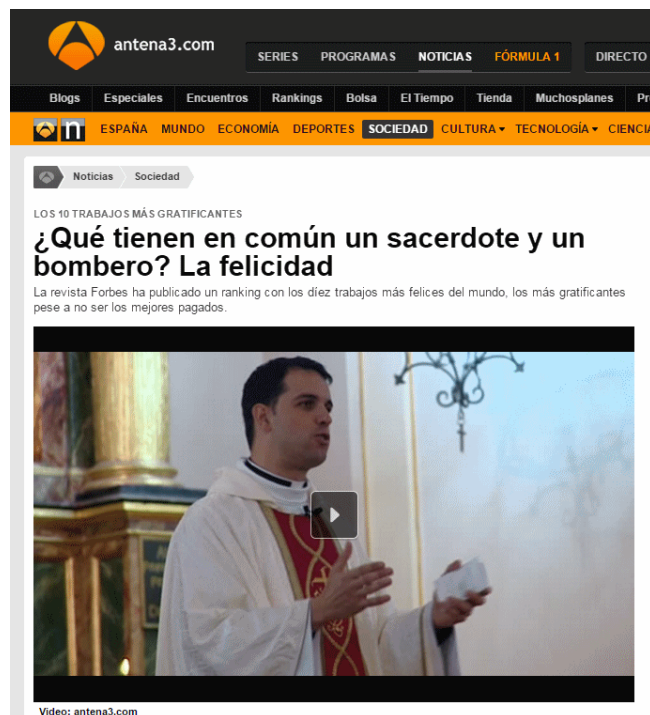 antena3.com
SERIES PROGRAMAS NOTICIAS FÓRMULA 1 DIRECTO
Blogs Especiales Encuentros Rankings Bolsa El Tiempo Tienda Muchosplanes
n ESPAÑA MUNDO ECONOMÍA DEPORTES SOCIEDAD CULTURA TECNOLOGÍA CIENCIA
Noticias Sociedad
LOS 10 TRABAJOS MÁS GRATIFICANTES
¿Qué tienen en común un sacerdote y un
bombero? La felicidad
La revista Forbes ha publicado un ranking con los díez trabajos más felices del mundo, los más gratificantes
pese a no ser los mejores pagados.
Vídeo: antena3.com